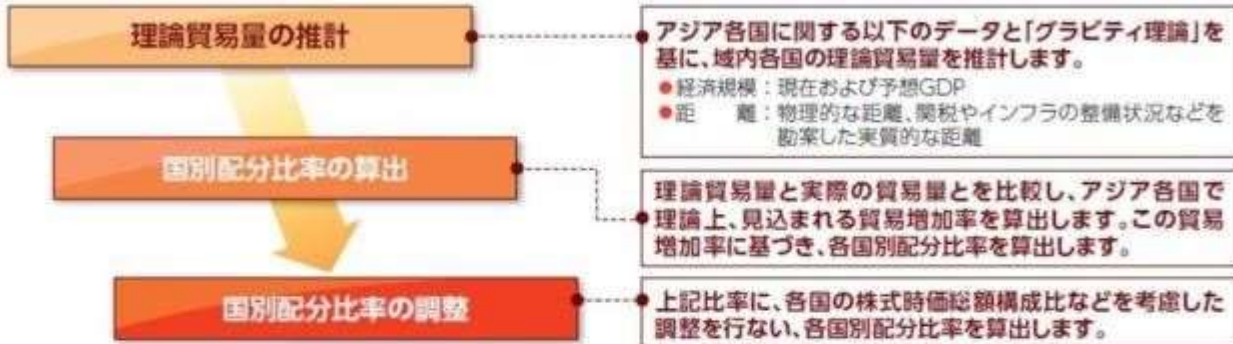 理論貿易量の推計
アジア各国に関する以下のデータと「グラビティ理論」を
基に、域内各国の理論貿易量を推計します。
●経済規模：現在および予想GDP
●距　　離：物理的な距離、関税やインフラの整備状況などを
勘案した実質的な距離
国別配分比率の算出
理論貿易量と実際の貿易量とを比較し、アジア各国で
理論上、見込まれる貿易増加率を算出します。この貿易
増加率に基づき、各国別配分比率を算出します。
国別配分比率の調整
上記比率に、各国の株式時価総額構成比などを考慮した
調整を行ない、各国別配分比率を算出します。